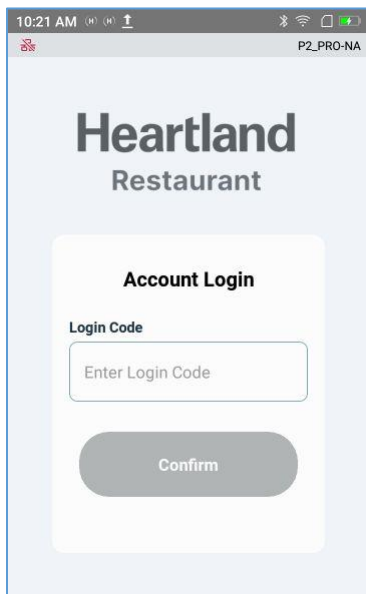 10:21 AM
P2_PRO-NA
Heartland
Restaurant
Account Login
Login Code
Enter Login Code
Confirm